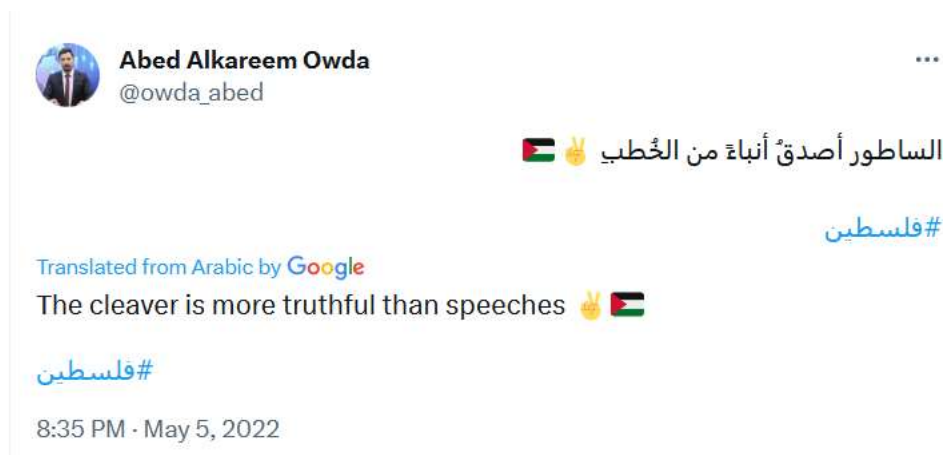 Abed Alkareem Owda
@owda_abed
الساطور أصدقُ أنباءً من الخُطبِ ✌️🇵🇸
#فلسطين
Translated from Arabic by Google
The cleaver is more truthful than speeches ✌️🇵🇸
#فلسطين
8:35 PM · May 5, 2022